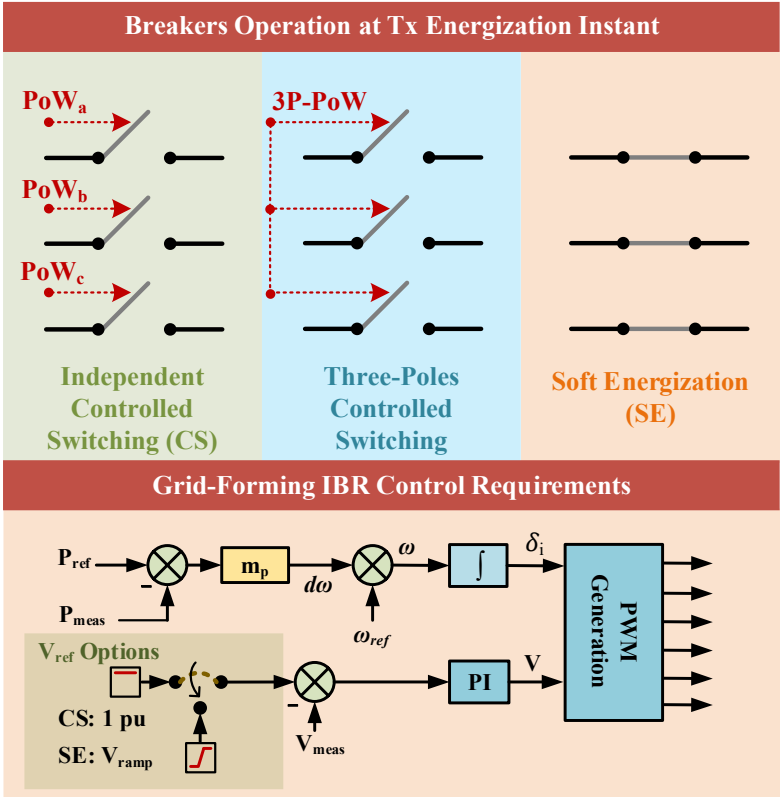 Breakers Operation at Tx Energization Instant
PoWa
PoWb
PoWc
Independent
Controlled
Switching (CS)
3P-PoW
Three-Poles
Controlled
Switching
Soft Energization
(SE)
Grid-Forming IBR Control Requirements
Pref
-
Pmeas
mp
dω
ω
ωref
∫
δi
PWM
Generation
Vref Options
CS: 1 pu
SE: Vramp
-
Vmeas
PI
V